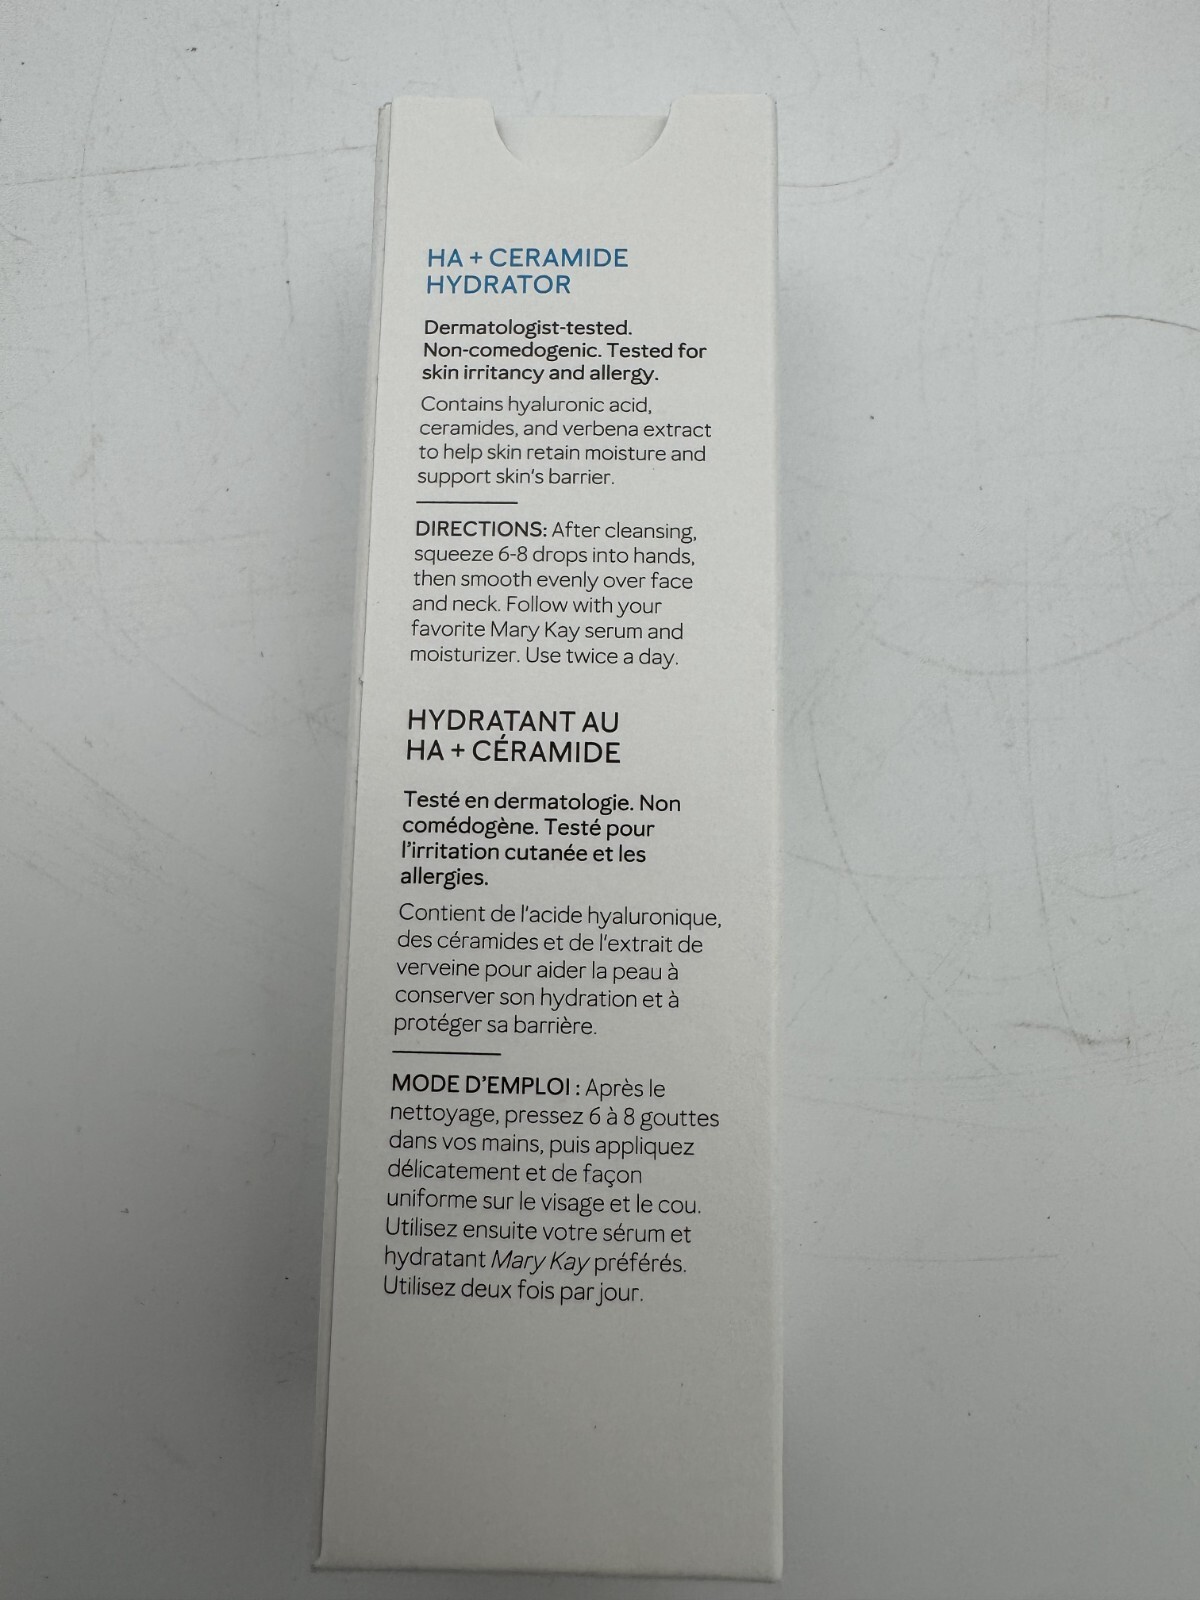 HA + CERAMIDE
HYDRATOR
Dermatologist-tested.
Non-comedogenic. Tested for
skin irritancy and allergy.
Contains hyaluronic acid,
ceramides, and verbena extract
to help skin retain moisture and
support skin's barrier.
DIRECTIONS: After cleansing,
squeeze 6-8 drops into hands,
then smooth evenly over face
and neck. Follow with your
favorite Mary Kay serum and
moisturizer. Use twice a day.
HYDRATANT AU
HA + CÉRAMIDE
Testé en dermatologie. Non
comédogène. Testé pour
l'irritation cutanée et les
allergies.
Contient de l'acide hyaluronique,
des céramides et de l'extrait de
verveine pour aider la peau à
conserver son hydration et à
protéger sa barrière.
MODE D'EMPLOI : Après le
nettoyage, pressez 6 à 8 gouttes
dans vos mains, puis appliquez
délicatement et de façon
uniforme sur le visage et le cou.
Utilisez ensuite votre sérum et
hydratant Mary Kay préférés.
Utilisez deux fois par jour.